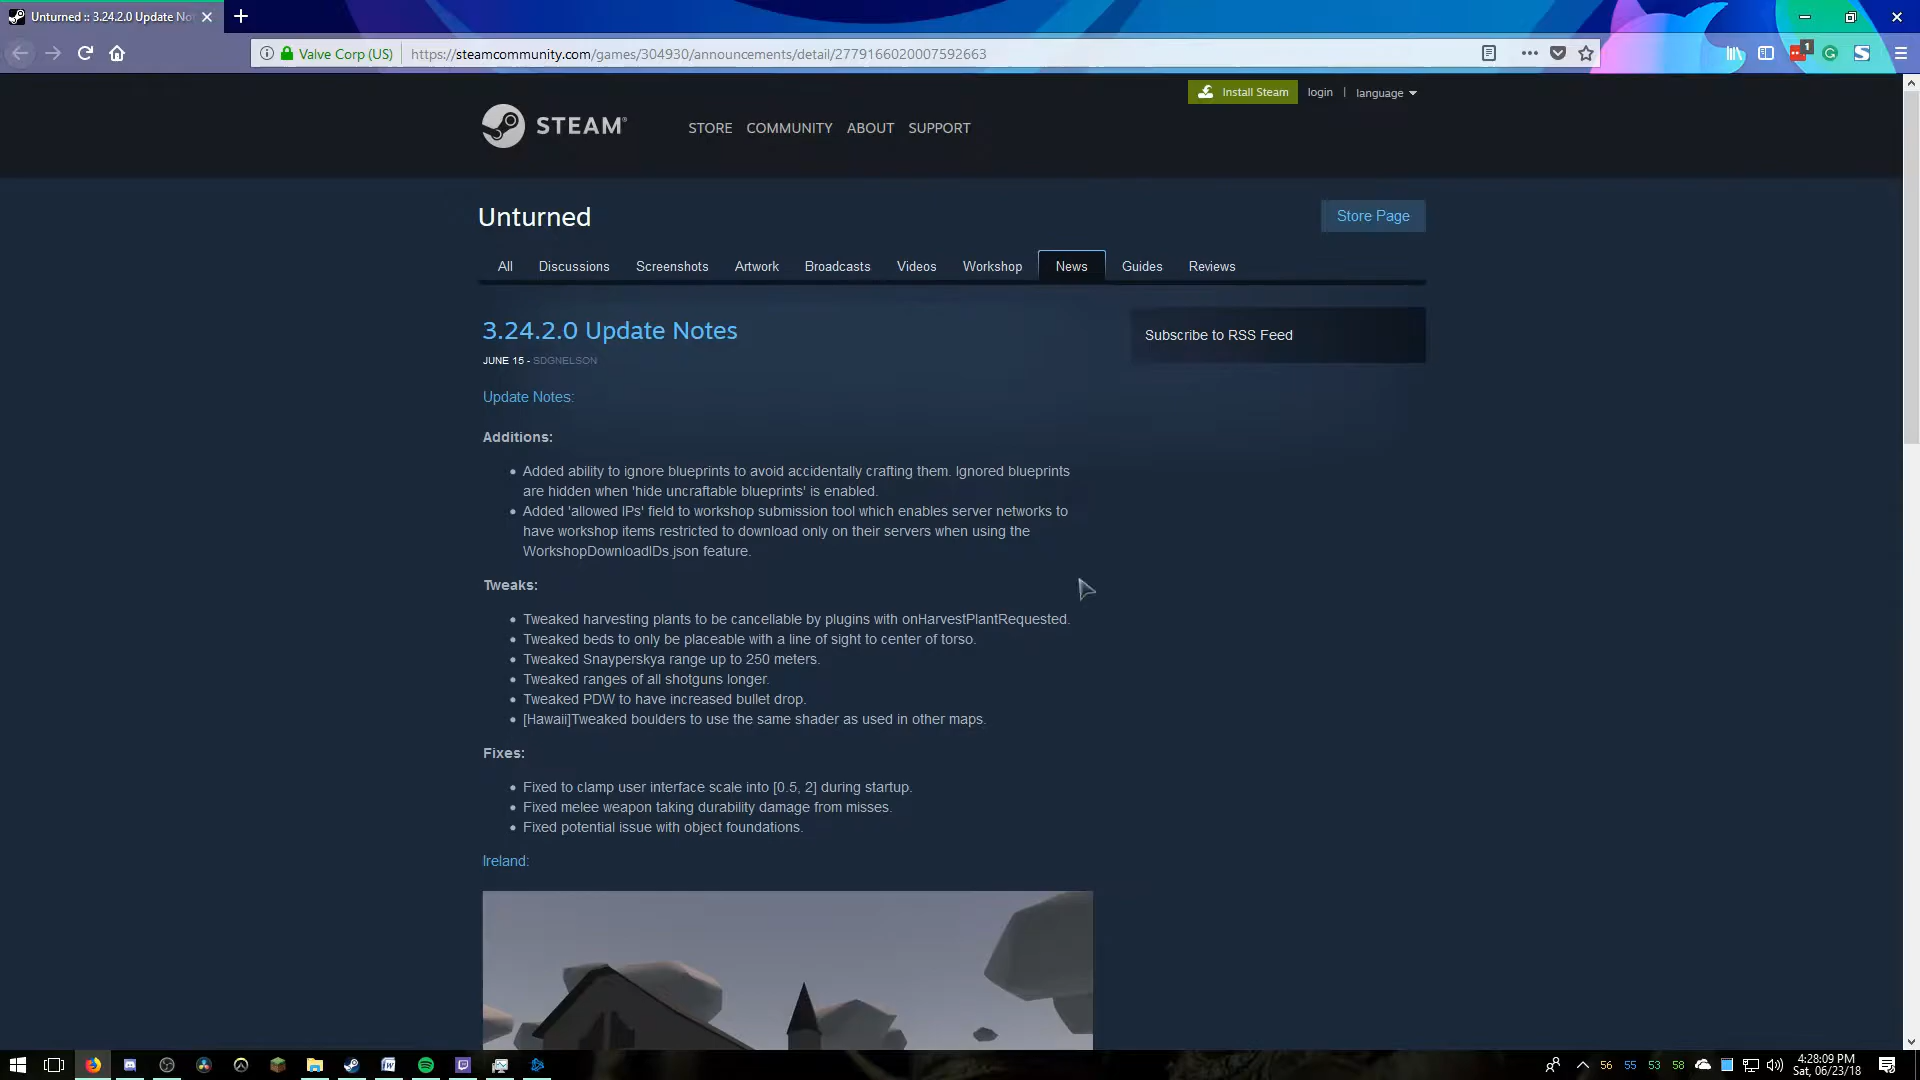 Unturned :: 3.24.2.0 Update No
Valve Corp (US)
https://steamcommunity.com/games/304930/announcements/detail/2779166020007592663
1
Install Steam
login
|
language
STEAM®
STORE
COMMUNITY
ABOUT
SUPPORT
Unturned
Store Page
All
Discussions
Screenshots
Artwork
Broadcasts
Videos
Workshop
News
Guides
Reviews
3.24.2.0 Update Notes
Subscribe to RSS Feed
JUNE 15 - SDGNELSON
Update Notes:
Additions:
• Added ability to ignore blueprints to avoid accidentally crafting them. Ignored blueprints
are hidden when 'hide uncraftable blueprints' is enabled.
• Added 'allowed IPs' field to workshop submission tool which enables server networks to
have workshop items restricted to download only on their servers when using the
WorkshopDownloadIDs.json feature.
Tweaks:
• Tweaked harvesting plants to be cancellable by plugins with onHarvestPlantRequested.
• Tweaked beds to only be placeable with a line of sight to center of torso.
• Tweaked Snayperskya range up to 250 meters.
• Tweaked ranges of all shotguns longer.
• Tweaked PDW to have increased bullet drop.
• [Hawaii]Tweaked boulders to use the same shader as used in other maps.
Fixes:
• Fixed to clamp user interface scale into [0.5, 2] during startup.
• Fixed melee weapon taking durability damage from misses.
• Fixed potential issue with object foundations.
Ireland:
56
55
53
58
4:28:09 PM
Sat, 06/23/18